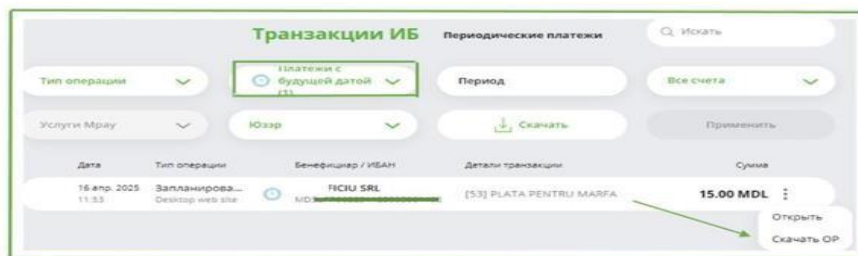 Транзакции ИБ Периодические платежи Искать
Тип операции Платежи с будущей датой (1) Период Все счета
Услуги Mpay Юзэр Скачать Применить
Дата Тип операции Бенефициар / ИБАН Детали транзакции Сумма
16 апр. 2025 Запланирова... FICIU SRL [53] PLATA PENTRU MARFA 15.00 MDL
11:53 Desktop web site
Открыть
Скачать ОР